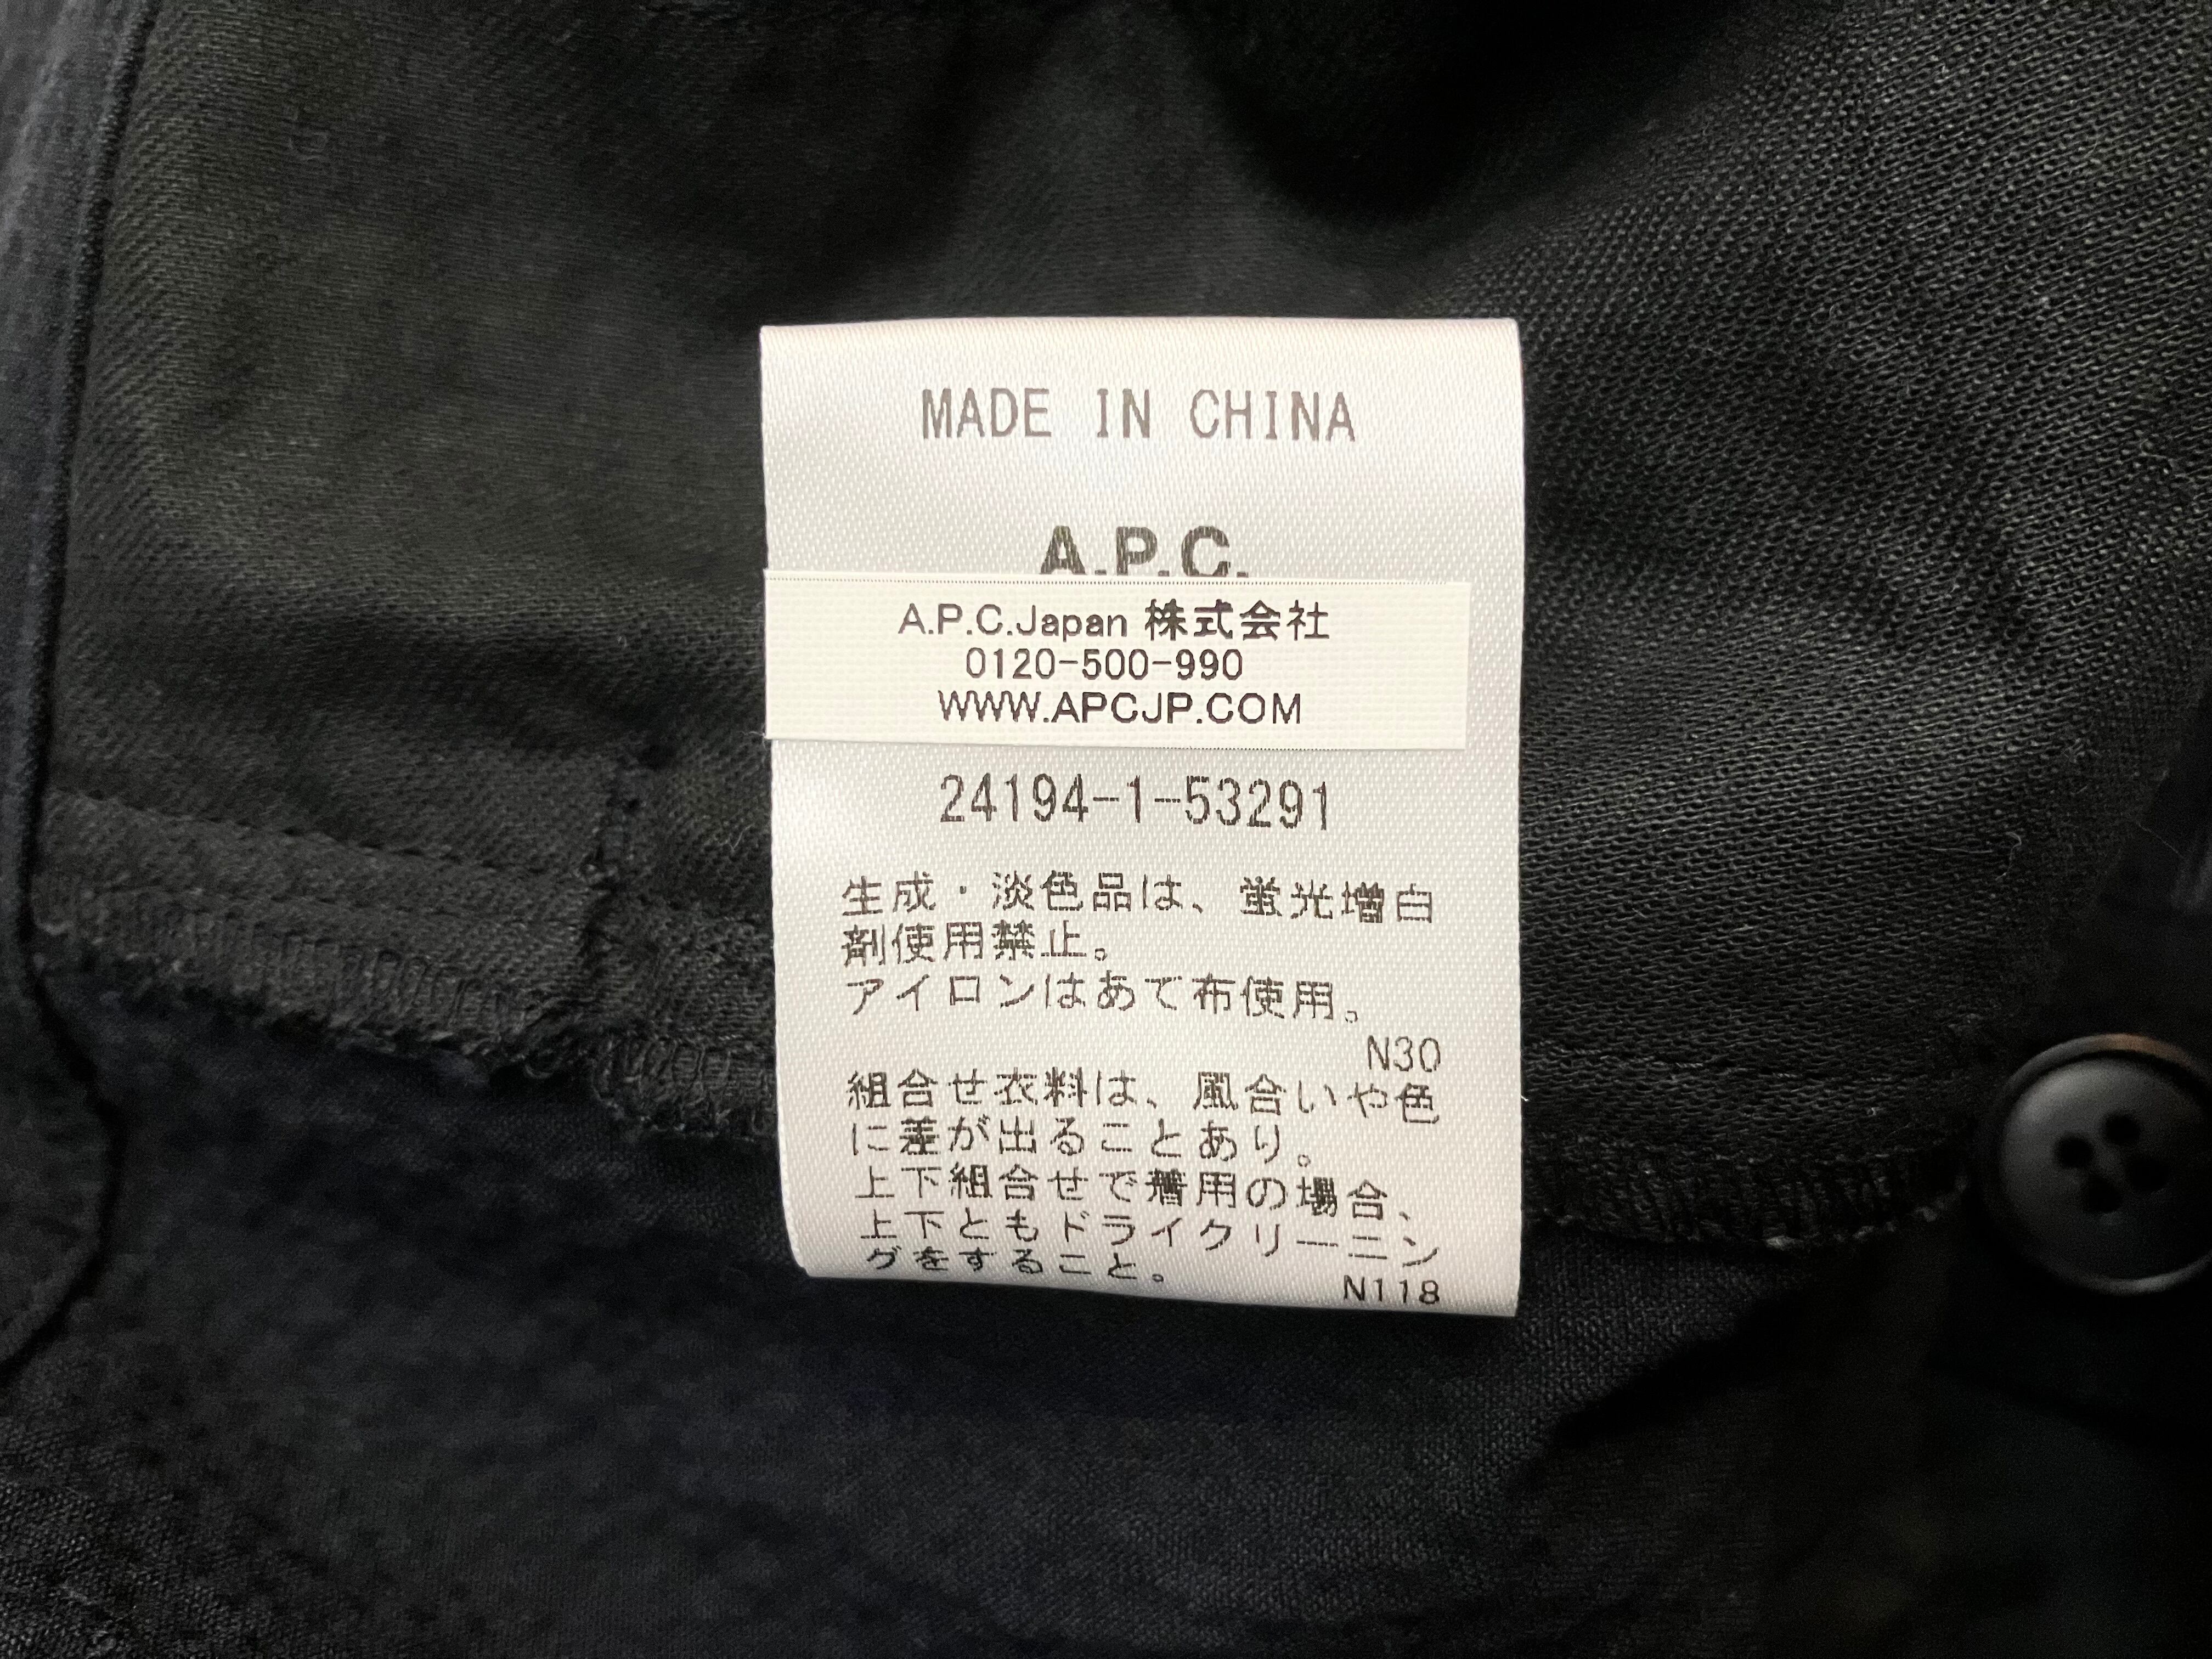 MADE IN CHINA
A.P.C.
A.P.C.Japan 株式会社
0120-500-990
WWW.APCJP.COM
24194-1-53291
生成・淡色品は、蛍光増白
剤使用禁止。
アイロンはあて布使用。
N30
組合せ衣料は、風合いや色
に差が出ることあり。
上下組合せで着用の場合、
上下ともドライクリーニン
グをすること。
N118